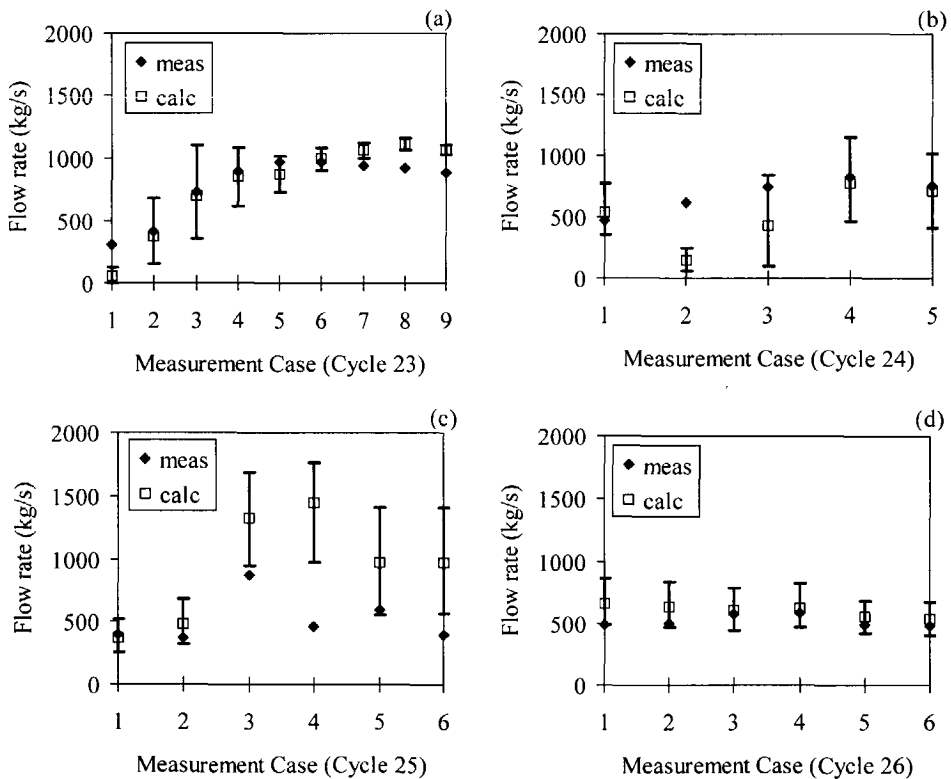 (a)
2000
1500
1000
500
0
Flow rate (kg/s)
meas
calc
1 2 3 4 5 6 7 8 9
Measurement Case (Cycle 23)
(b)
2000
1500
1000
500
0
Flow rate (kg/s)
meas
calc
1 2 3 4 5
Measurement Case (Cycle 24)
(c)
2000
1500
1000
500
0
Flow rate (kg/s)
meas
calc
1 2 3 4 5 6
Measurement Case (Cycle 25)
(d)
2000
1500
1000
500
0
Flow rate (kg/s)
meas
calc
1 2 3 4 5 6
Measurement Case (Cycle 26)